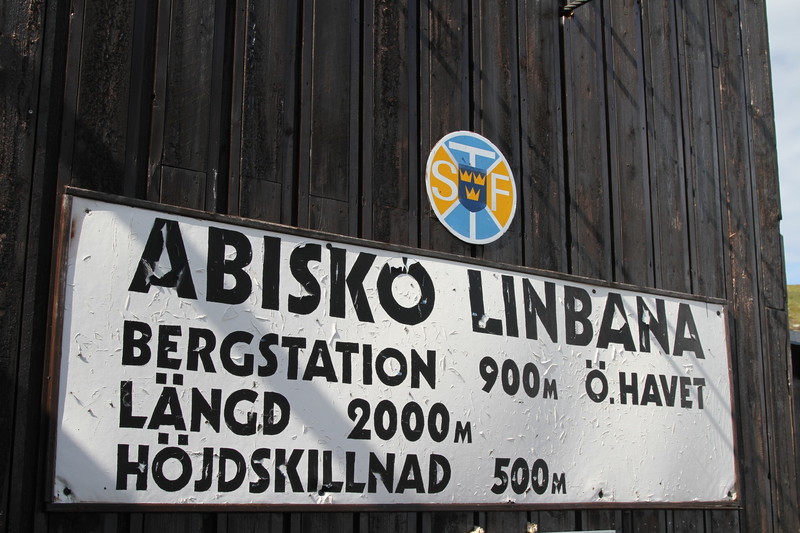 STF
ABISKO LINBANA
BERGSTATION 900M Ö.HAVET
LÄNGD 2000M
HÖJDSKILLNAD 500M